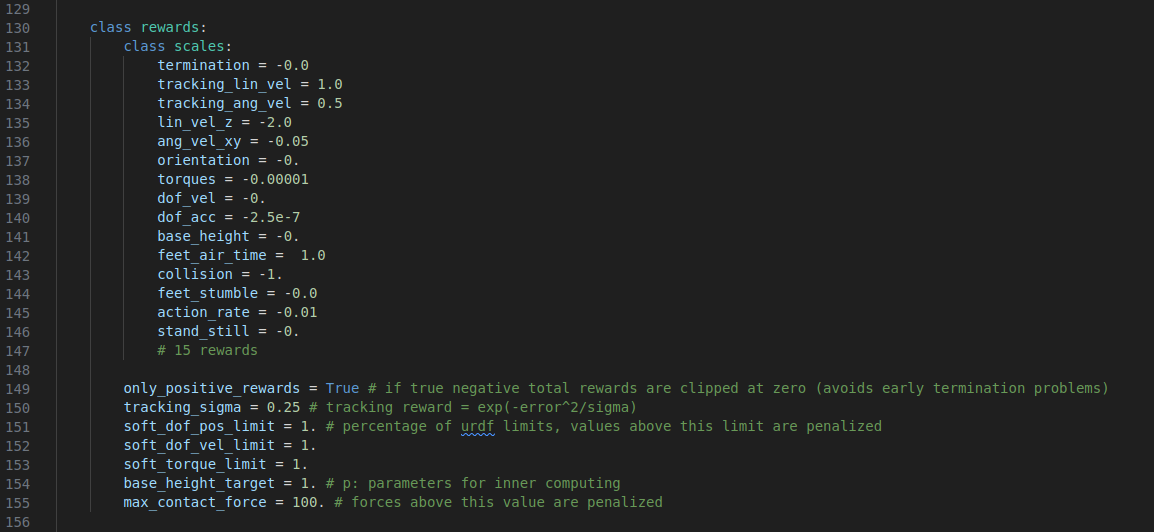 129
130 class rewards:
131 class scales:
132 termination = -0.0
133 tracking_lin_vel = 1.0
134 tracking_ang_vel = 0.5
135 lin_vel_z = -2.0
136 ang_vel_xy = -0.05
137 orientation = -0.
138 torques = -0.00001
139 dof_vel = -0.
140 dof_acc = -2.5e-7
141 base_height = -0.
142 feet_air_time =  1.0
143 collision = -1.
144 feet_stumble = -0.0
145 action_rate = -0.01
146 stand_still = -0.
147 # 15 rewards
148
149 only_positive_rewards = True # if true negative total rewards are clipped at zero (avoids early termination problems)
150 tracking_sigma = 0.25 # tracking reward = exp(-error^2/sigma)
151 soft_dof_pos_limit = 1. # percentage of urdf limits, values above this limit are penalized
152 soft_dof_vel_limit = 1.
153 soft_torque_limit = 1.
154 base_height_target = 1. # p: parameters for inner computing
155 max_contact_force = 100. # forces above this value are penalized
156